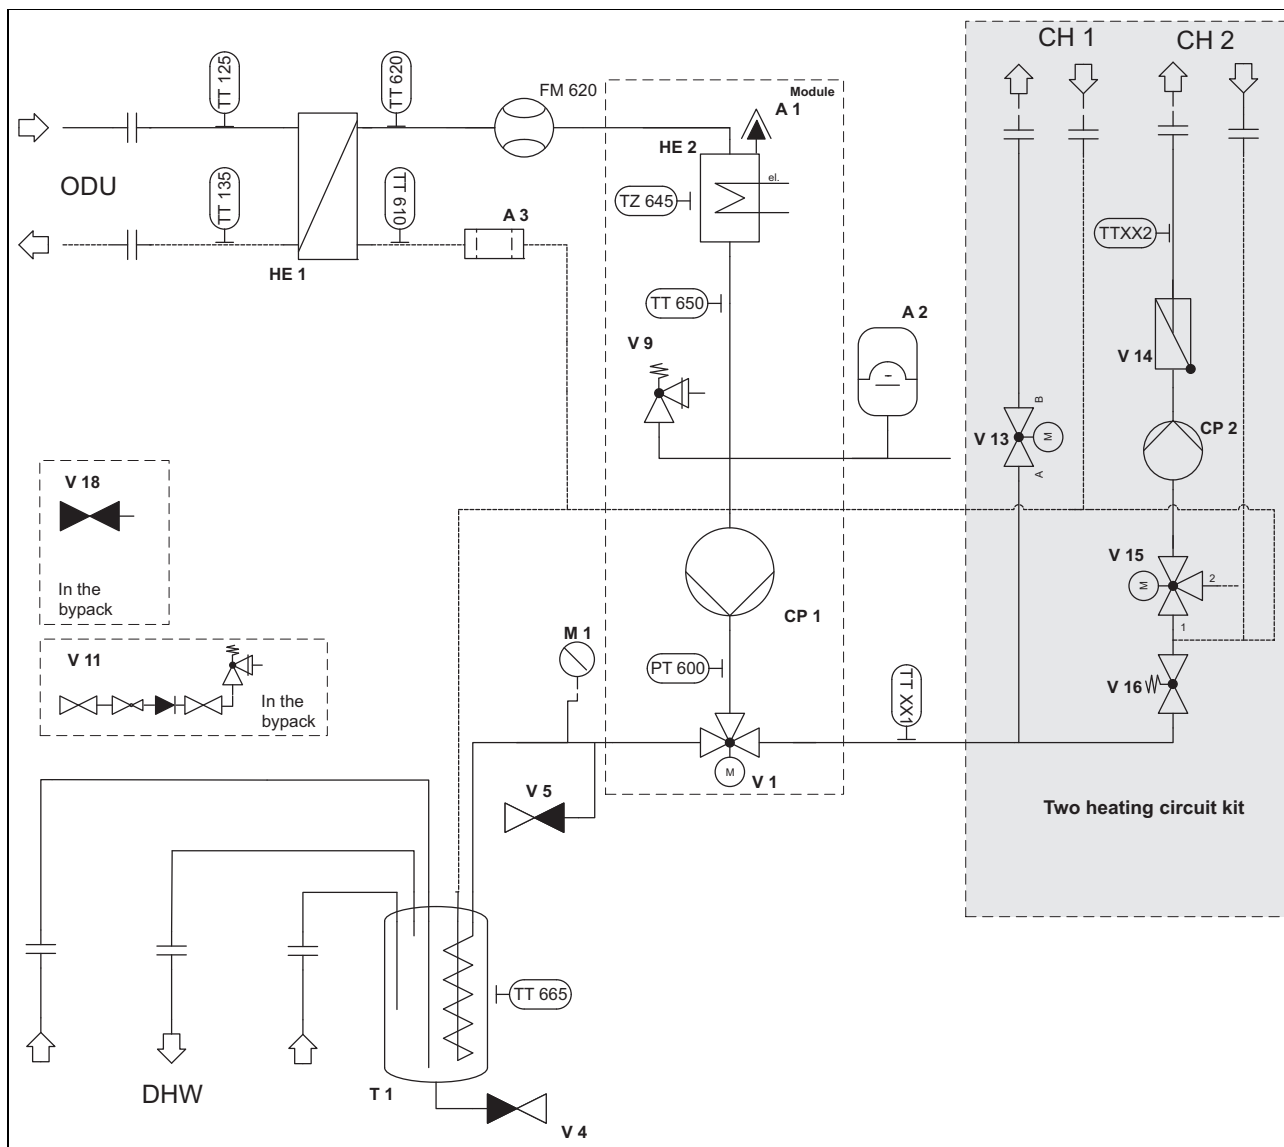 CH 1
CH 2
TT 125
TT 620
FM 620
Module
A 1
HE 2
el.
ODU
TT 135
TT 610
A 3
TZ 645
TTXX2
HE 1
TT 650
A 2
V 9
V 14
B
V 13
M
CP 2
A
V 18
V 15
M
2
In the
bypack
CP 1
1
M 1
V 11
PT 600
TT XX1
V 16
In the
bypack
M
V 1
V 5
Two heating circuit kit
TT 665
DHW
T 1
V 4